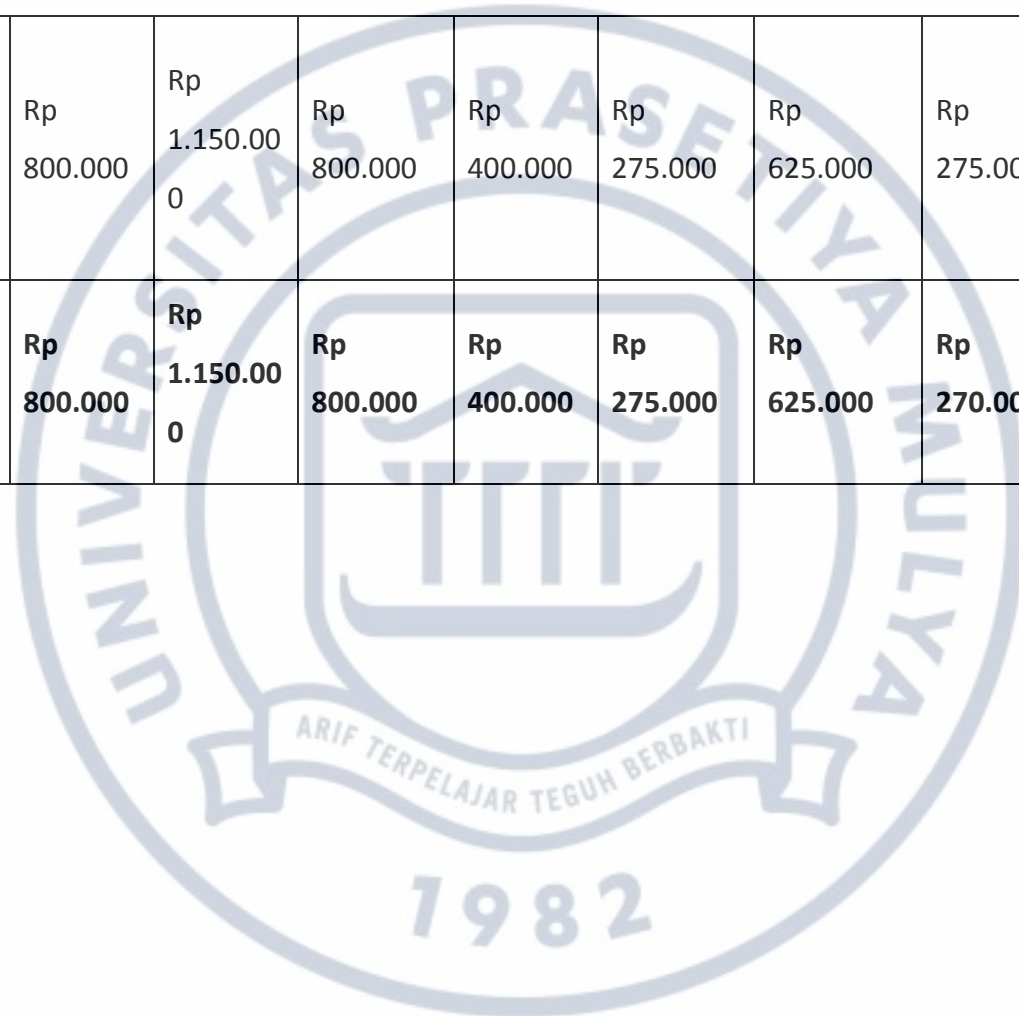 Rp
800.000
Rp
1.150.00
0
Rp
800.000
Rp
400.000
Rp
275.000
Rp
625.000
Rp
275.00
Rp
800.000
Rp
1.150.00
0
Rp
800.000
Rp
400.000
Rp
275.000
Rp
625.000
Rp
270.00
UNIVERSITAS PRASETIYA MULYA
ARIF TERPELAJAR TEGUH BERBAKTI
1982